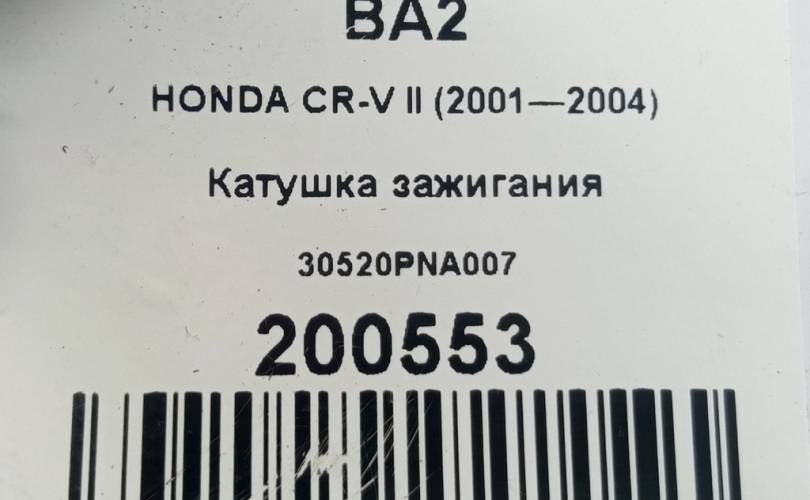 BA2
HONDA CR-V II (2001—2004)
Катушка зажигания
30520PNA007
200553